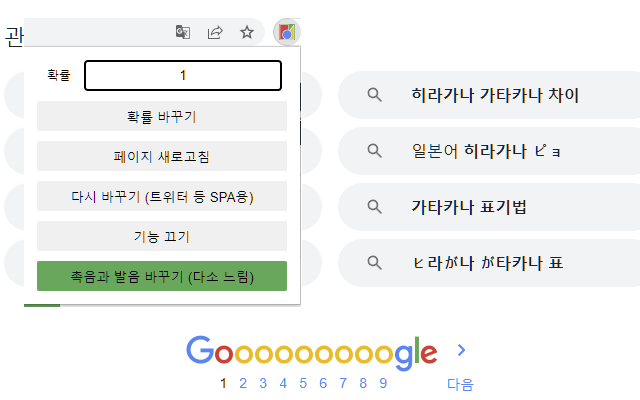 관
확률 1
확률 바꾸기
페이지 새로고침
다시 바꾸기 (트위터 등 SPA용)
기능 끄기
촉음과 발음 바꾸기 (다소 느림)
히라가나 가타카나 차이
일본어 히라가나 ピョ
가타카나 표기법
ヒ라が나 が타카나 표
Gooooooooogle
1 2 3 4 5 6 7 8 9 다음